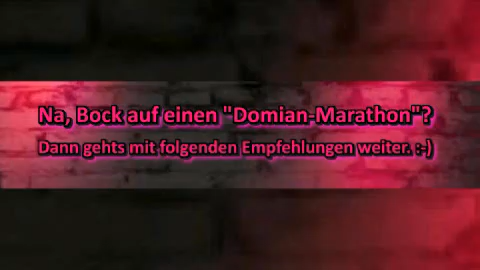 Na, Bock auf einen "Domian-Marathon"?
Dann gehts mit folgenden Empfehlungen weiter. :-)